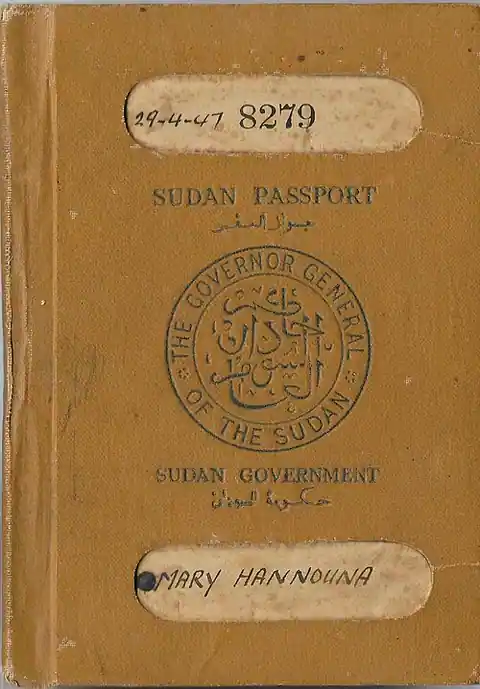 29-4-47 8279
SUDAN PASSPORT
جواز السفر
THE GOVERNOR GENERAL
OF THE SUDAN
SUDAN GOVERNMENT
حكومة السودان
MARY HANNOUNA